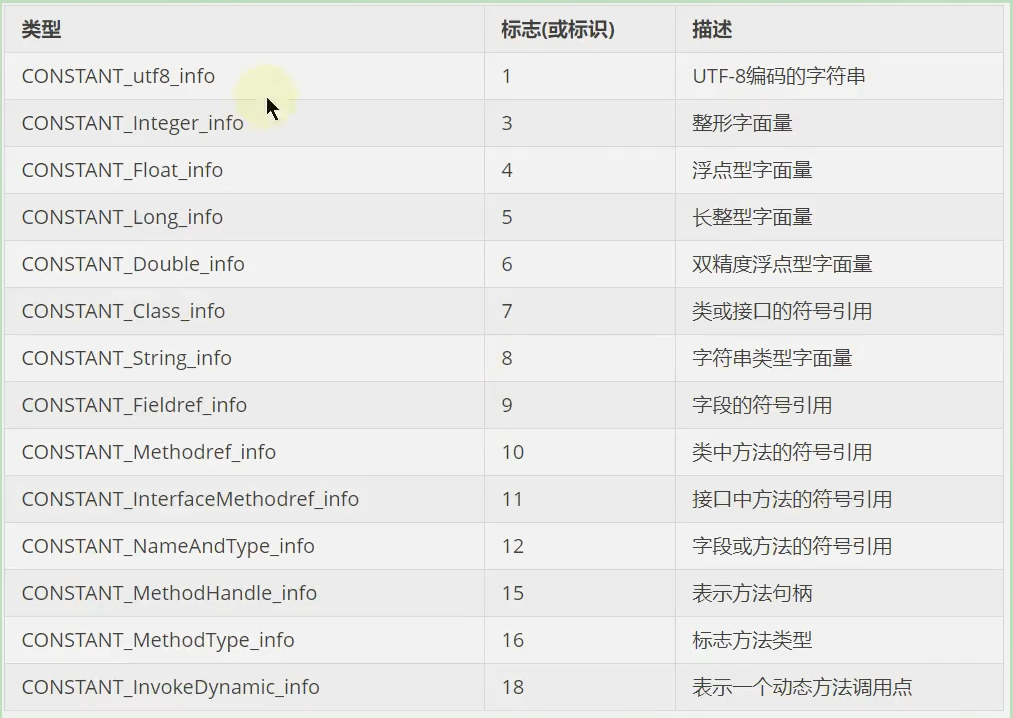 类型 标志(或标识) 描述
CONSTANT_utf8_info 1 UTF-8编码的字符串
CONSTANT_Integer_info 3 整形字面量
CONSTANT_Float_info 4 浮点型字面量
CONSTANT_Long_info 5 长整型字面量
CONSTANT_Double_info 6 双精度浮点型字面量
CONSTANT_Class_info 7 类或接口的符号引用
CONSTANT_String_info 8 字符串类型字面量
CONSTANT_Fieldref_info 9 字段的符号引用
CONSTANT_Methodref_info 10 类中方法的符号引用
CONSTANT_InterfaceMethodref_info 11 接口中方法的符号引用
CONSTANT_NameAndType_info 12 字段或方法的符号引用
CONSTANT_MethodHandle_info 15 表示方法句柄
CONSTANT_MethodType_info 16 标志方法类型
CONSTANT_InvokeDynamic_info 18 表示一个动态方法调用点